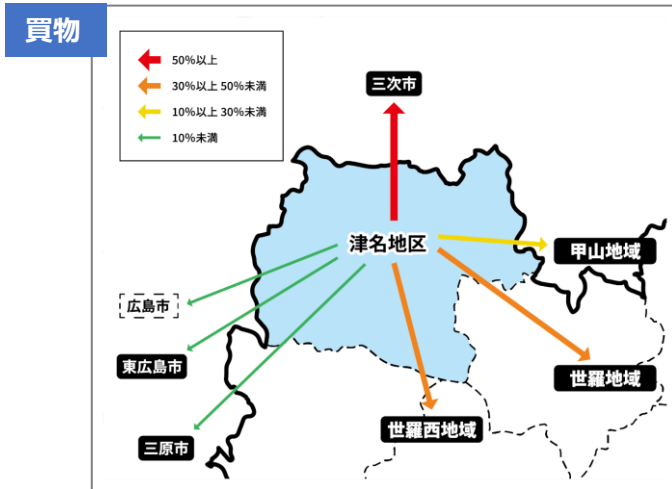 買物
50%以上
30%以上 50%未満
10%以上 30%未満
10%未満
三次市
津名地区
甲山地域
広島市
東広島市
世羅地域
世羅西地域
三原市